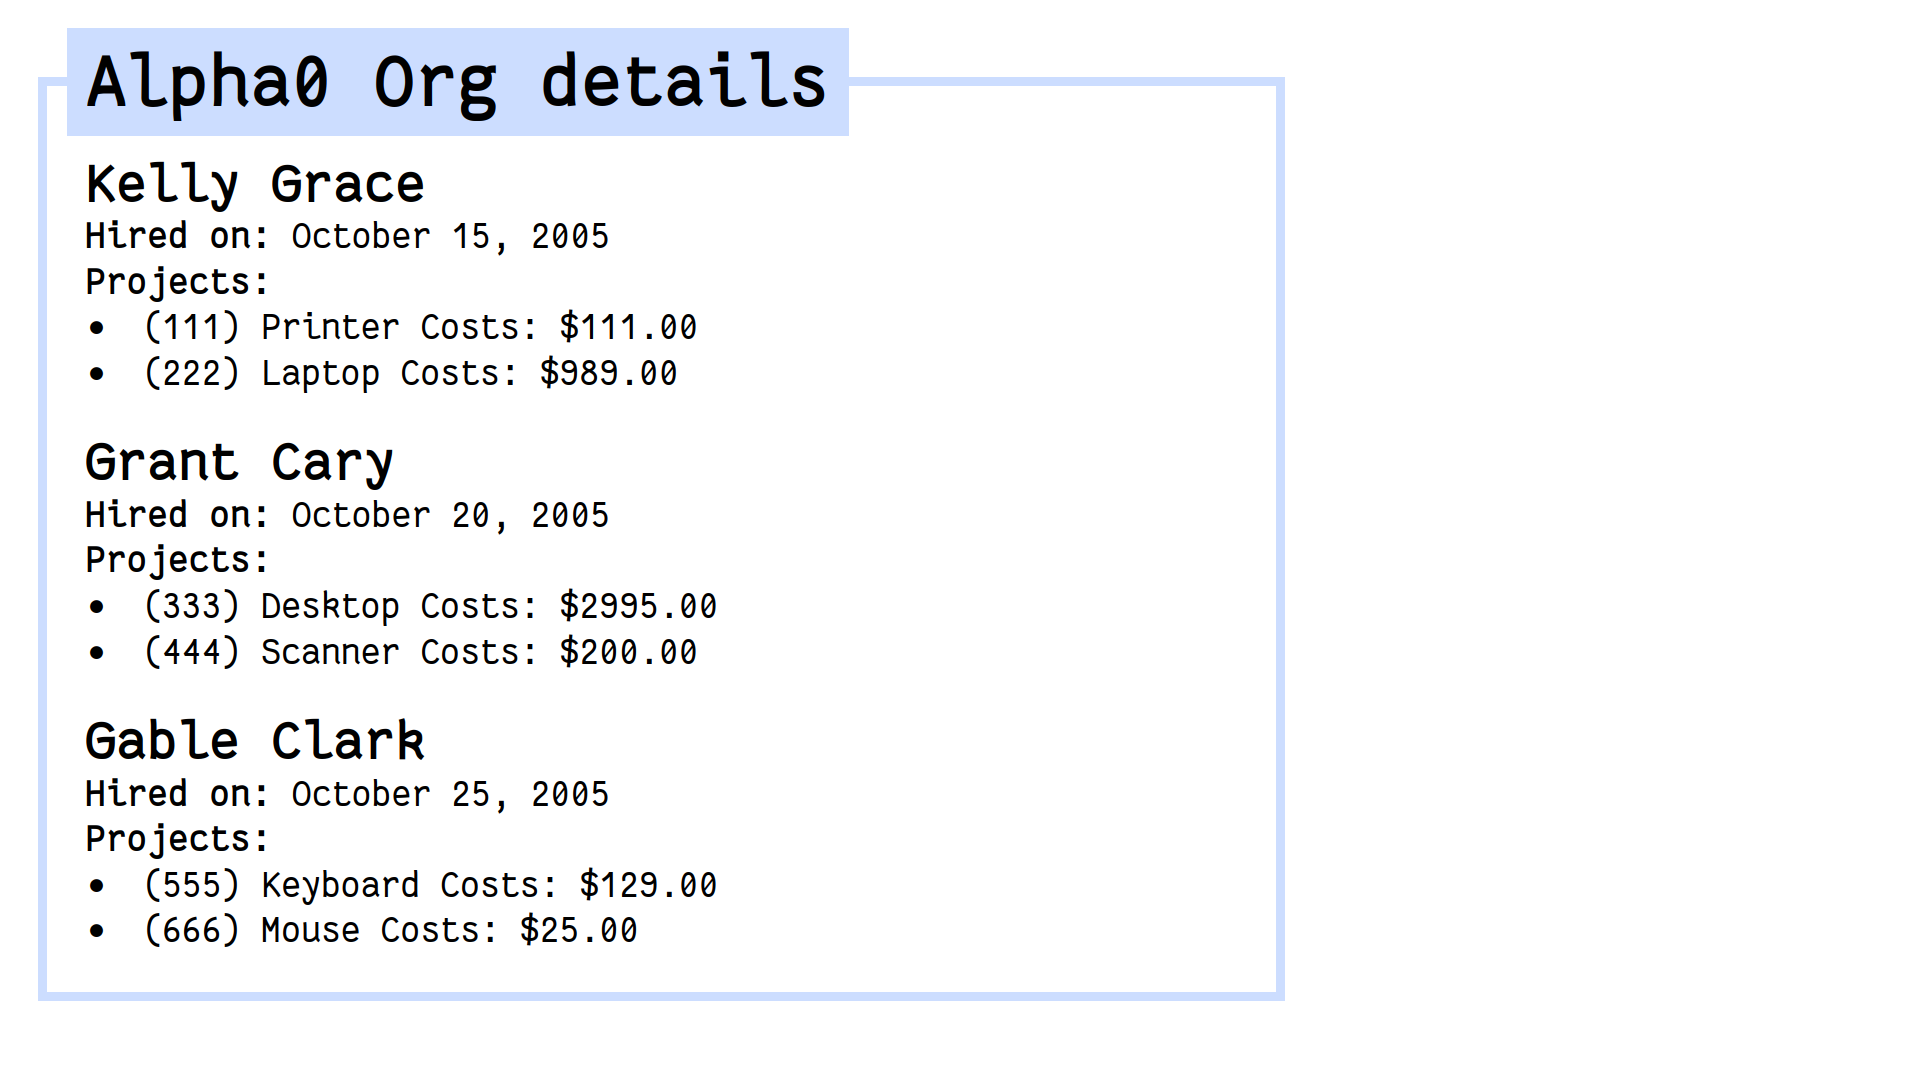 Alpha0 Org details
Kelly Grace
Hired on: October 15, 2005
Projects:
• (111) Printer Costs: $111.00
• (222) Laptop Costs: $989.00
Grant Cary
Hired on: October 20, 2005
Projects:
• (333) Desktop Costs: $2995.00
• (444) Scanner Costs: $200.00
Gable Clark
Hired on: October 25, 2005
Projects:
• (555) Keyboard Costs: $129.00
• (666) Mouse Costs: $25.00